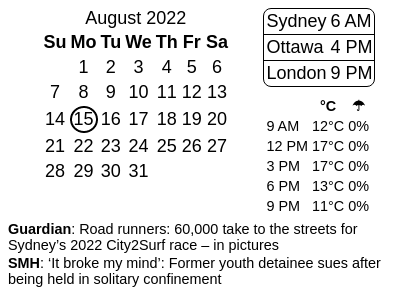 August 2022
Su Mo Tu We Th Fr Sa
1 2 3 4 5 6
7 8 9 10 11 12 13
14 15 16 17 18 19 20
21 22 23 24 25 26 27
28 29 30 31
Sydney 6 AM
Ottawa 4 PM
London 9 PM
°C ☂
9 AM 12°C 0%
12 PM 17°C 0%
3 PM 17°C 0%
6 PM 13°C 0%
9 PM 11°C 0%
Guardian: Road runners: 60,000 take to the streets for
Sydney’s 2022 City2Surf race – in pictures
SMH: ‘It broke my mind’: Former youth detainee sues after
being held in solitary confinement